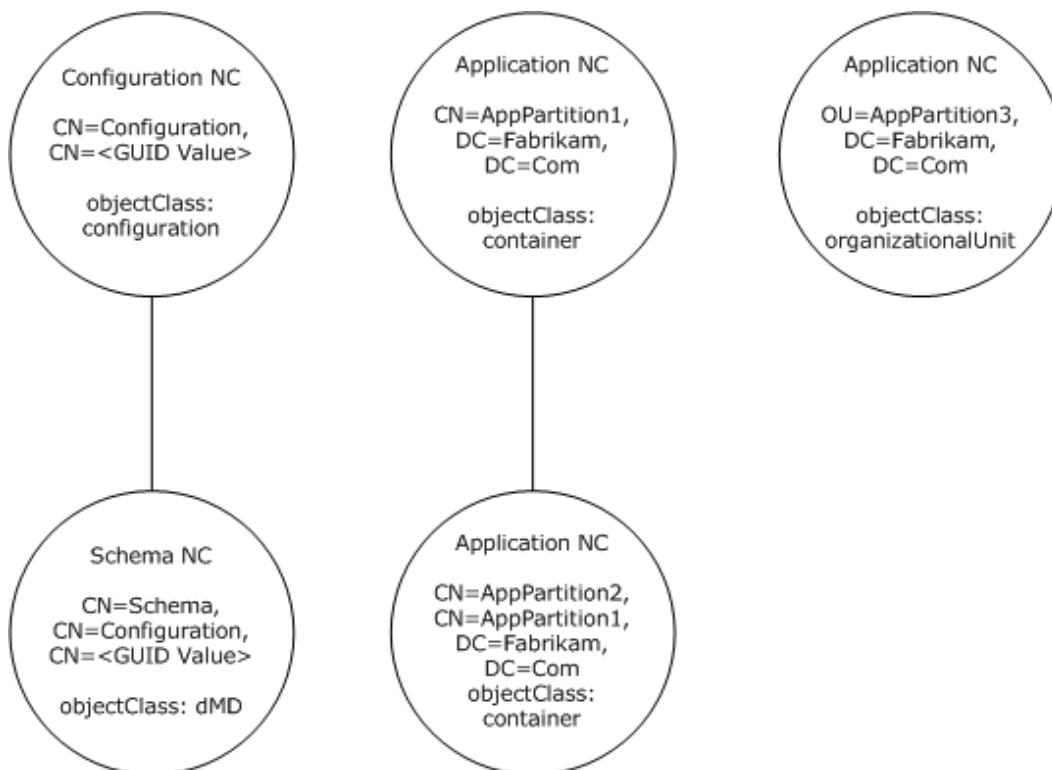 Configuration NC
CN=Configuration,
CN=<GUID Value>
objectClass:
configuration
Application NC
CN=AppPartition1,
DC=Fabrikam,
DC=Com
objectClass:
container
Application NC
OU=AppPartition3,
DC=Fabrikam,
DC=Com
objectClass:
organizationalUnit
Schema NC
CN=Schema,
CN=Configuration,
CN=<GUID Value>
objectClass: dMD
Application NC
CN=AppPartition2,
CN=AppPartition1,
DC=Fabrikam,
DC=Com
objectClass:
container